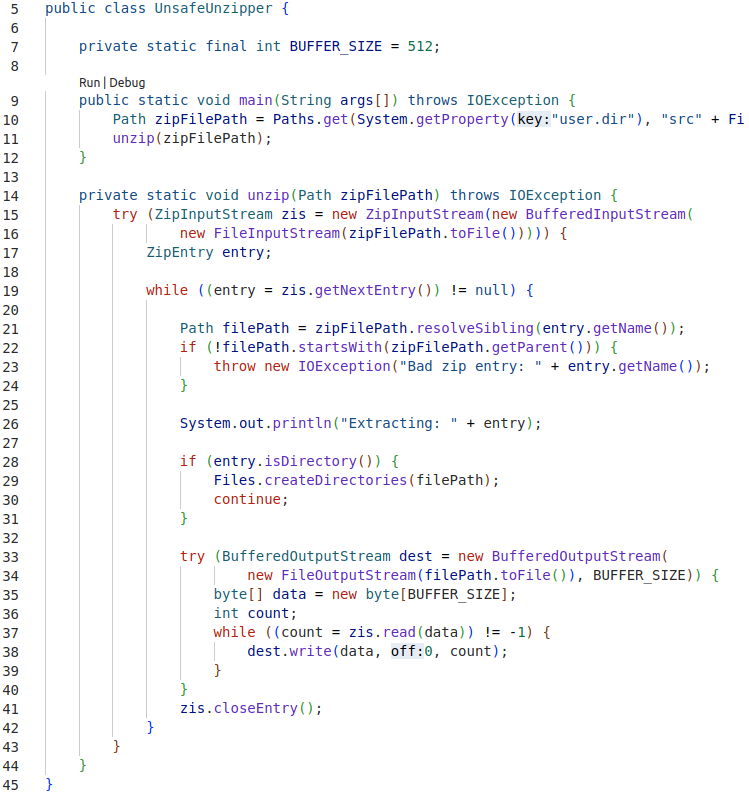 5 public class UnsafeUnzipper {
6
7 private static final int BUFFER_SIZE = 512;
8
Run | Debug
9 public static void main(String args[]) throws IOException {
10 Path zipFilePath = Paths.get(System.getProperty(key:"user.dir"), "src" + Fi
11 unzip(zipFilePath);
12 }
13
14 private static void unzip(Path zipFilePath) throws IOException {
15 try (ZipInputStream zis = new ZipInputStream(new BufferedInputStream(
16 new FileInputStream(zipFilePath.toFile())))) {
17 ZipEntry entry;
18
19 while ((entry = zis.getNextEntry()) != null) {
20
21 Path filePath = zipFilePath.resolveSibling(entry.getName());
22 if (!filePath.startsWith(zipFilePath.getParent())) {
23 throw new IOException("Bad zip entry: " + entry.getName());
24 }
25
26 System.out.println("Extracting: " + entry);
27
28 if (entry.isDirectory()) {
29 Files.createDirectories(filePath);
30 continue;
31 }
32
33 try (BufferedOutputStream dest = new BufferedOutputStream(
34 new FileOutputStream(filePath.toFile()), BUFFER_SIZE)) {
35 byte[] data = new byte[BUFFER_SIZE];
36 int count;
37 while ((count = zis.read(data)) != -1) {
38 dest.write(data, off:0, count);
39 }
40 }
41 zis.closeEntry();
42 }
43 }
44 }
45 }